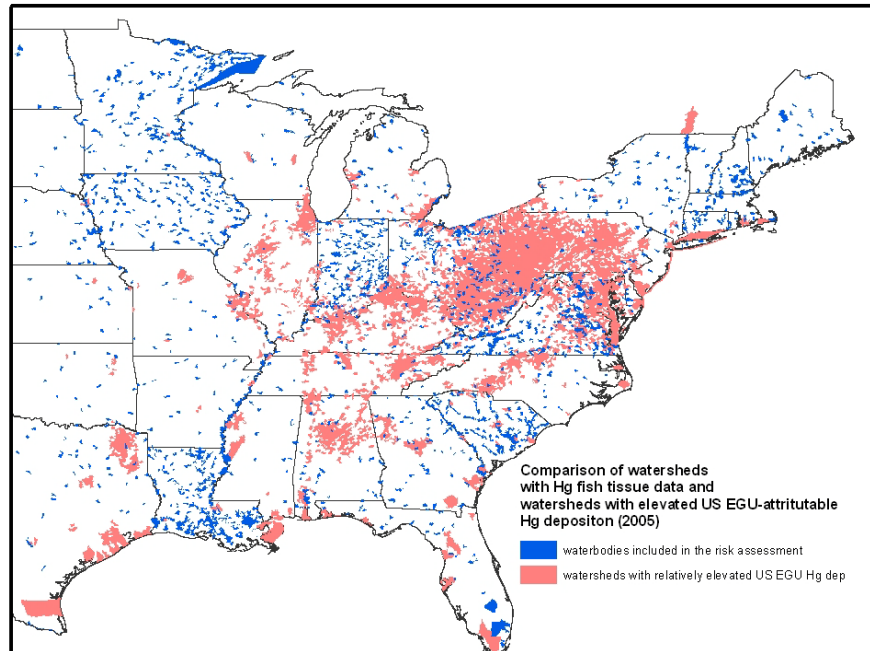 Comparison of watersheds
with Hg fish tissue data and
watersheds with elevated US EGU-attritutable
Hg depositon (2005)
waterbodies included in the risk assessment
watersheds with relatively elevated US EGU Hg dep